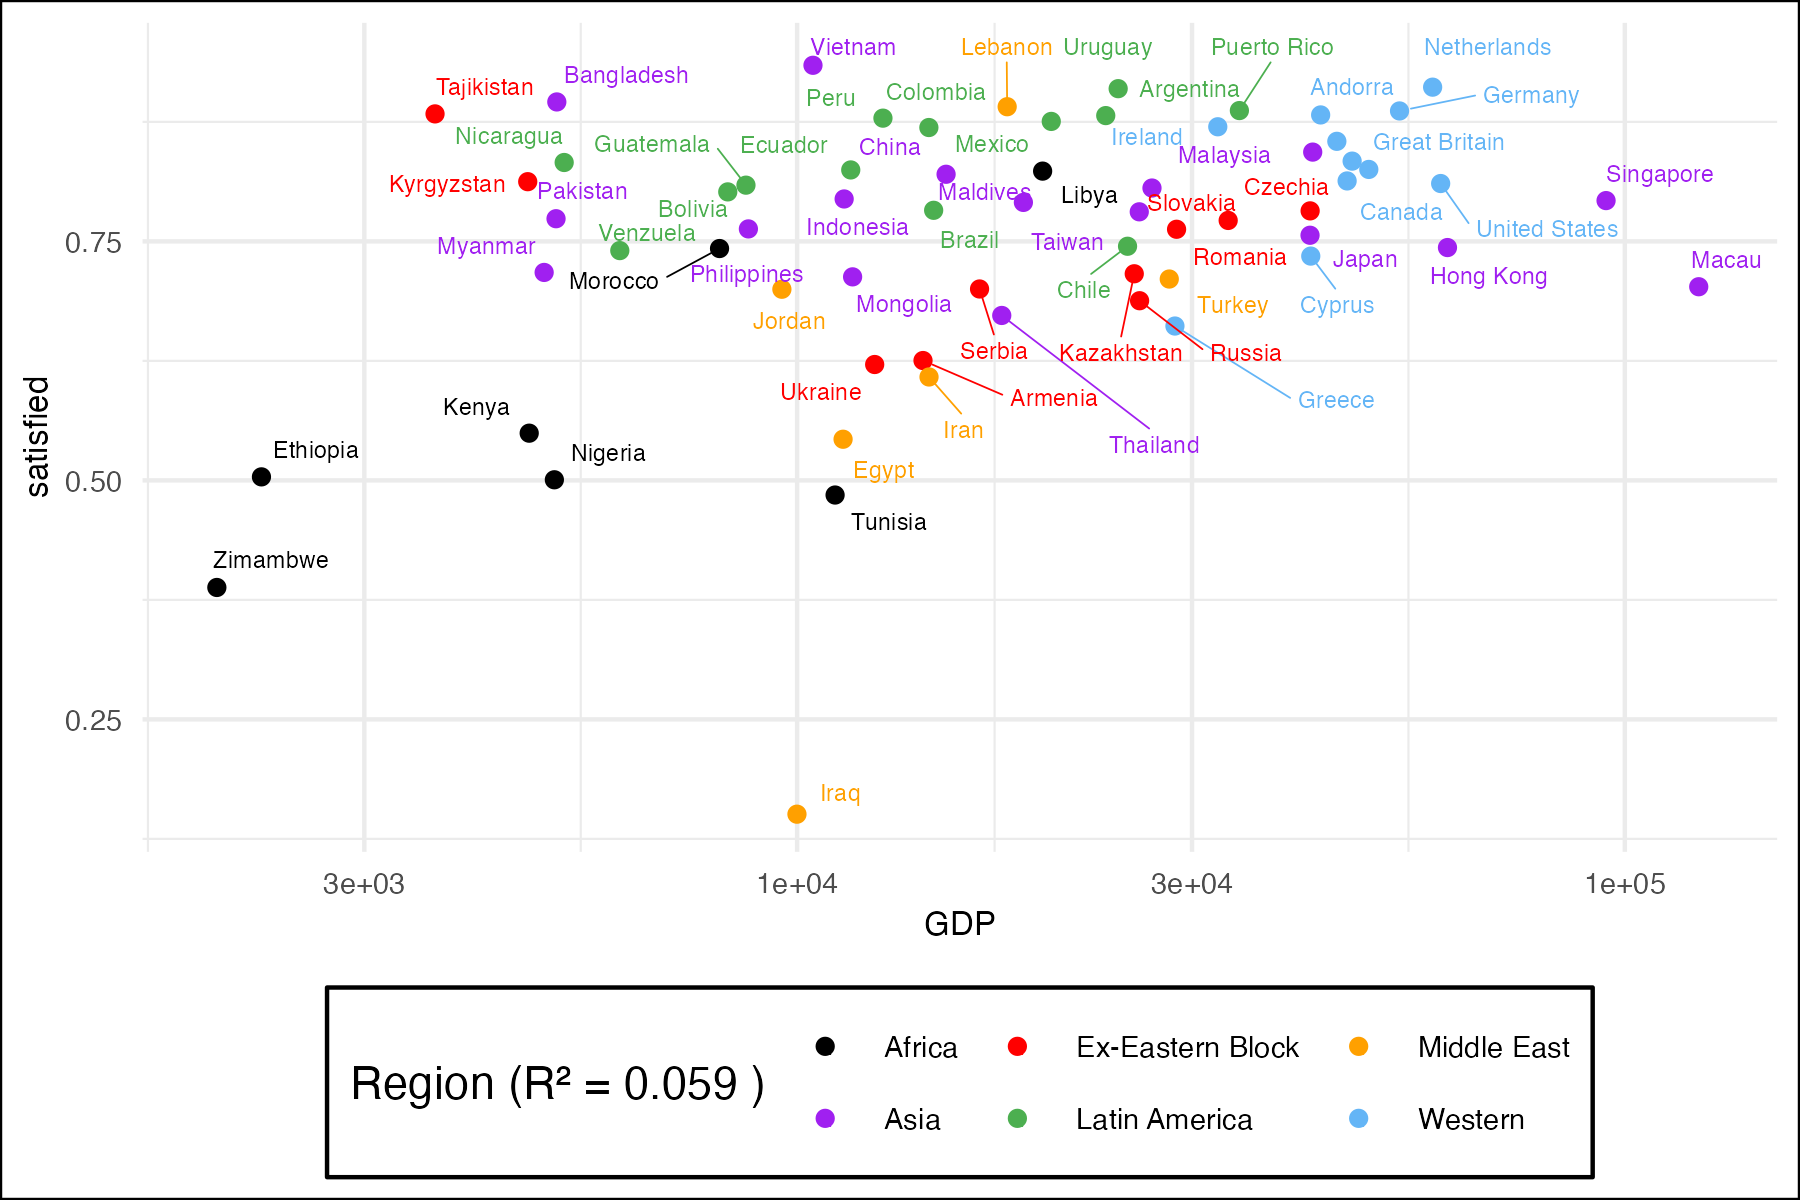 Vietnam
Lebanon
Uruguay
Puerto Rico
Netherlands
Tajikistan
Bangladesh
Peru
Colombia
Argentina
Andorra
Germany
Nicaragua
Guatemala
Ecuador
China
Mexico
Ireland
Malaysia
Great Britain
Kyrgyzstan
Pakistan
Maldives
Libya
Slovakia
Czechia
Singapore
Bolivia
Venzuela
Indonesia
Brazil
Taiwan
Canada
United States
Myanmar
Morocco
Philippines
Mongolia
Chile
Romania
Japan
Hong Kong
Macau
Jordan
Turkey
Cyprus
Serbia
Kazakhstan
Russia
Ukraine
Armenia
Greece
Kenya
Iran
Thailand
Ethiopia
Nigeria
Egypt
Tunisia
Zimambwe
Iraq
satisfied
0.75
0.50
0.25
3e+03
1e+04
3e+04
1e+05
GDP
Region (R² = 0.059 )
Africa
Ex-Eastern Block
Middle East
Asia
Latin America
Western